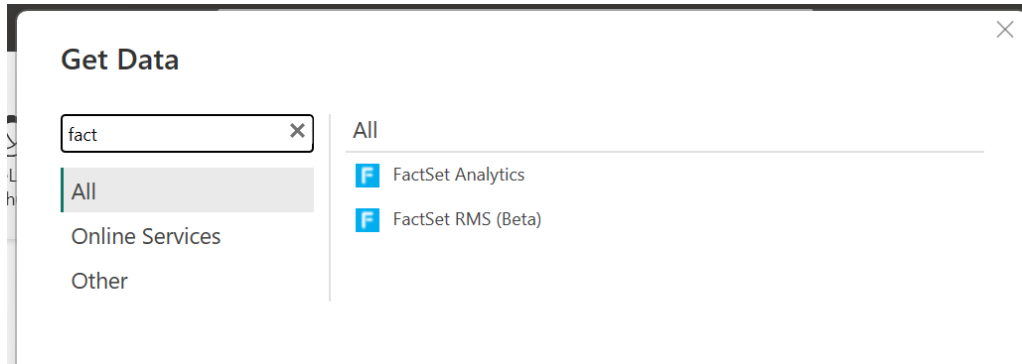 Get Data
fact
All
Online Services
Other
All
FactSet Analytics
FactSet RMS (Beta)